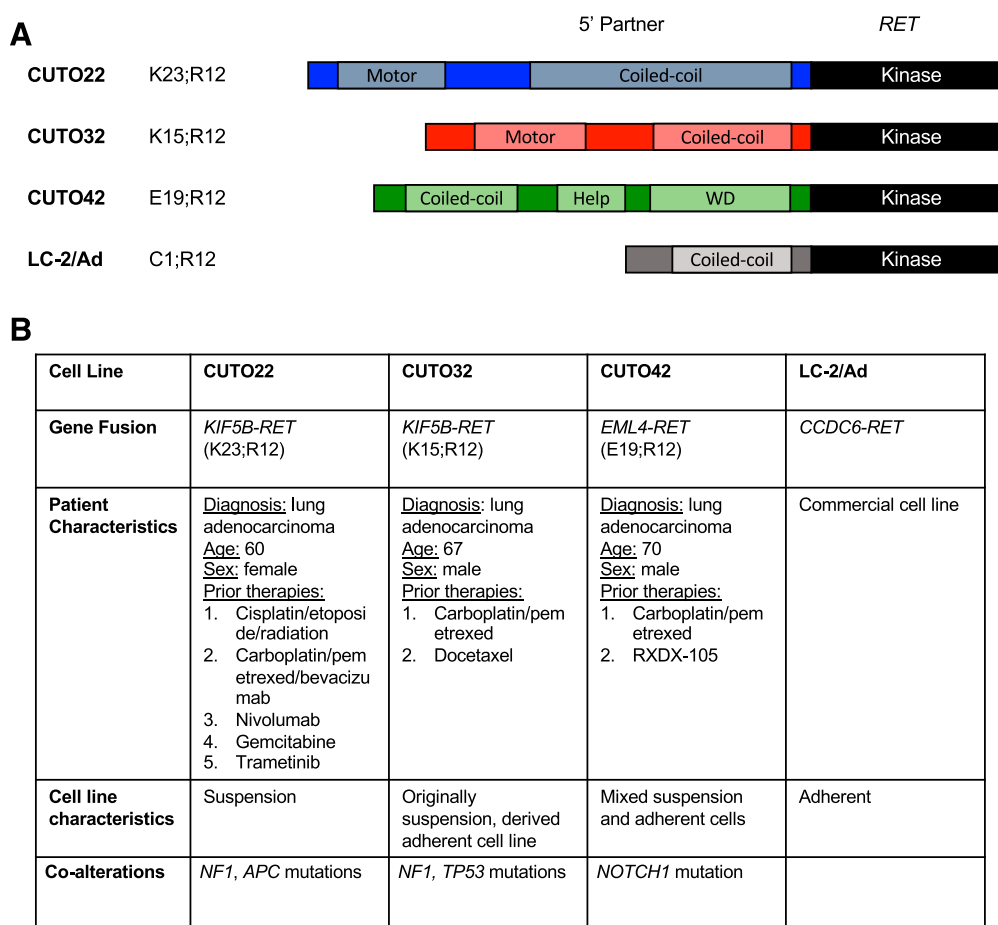 A
5’ Partner RET
CUTO22 K23;R12 Motor Coiled-coil Kinase
CUTO32 K15;R12 Motor Coiled-coil Kinase
CUTO42 E19;R12 Coiled-coil Help WD Kinase
LC-2/Ad C1;R12 Coiled-coil Kinase
B
Cell Line
CUTO22
CUTO32
CUTO42
LC-2/Ad
Gene Fusion
KIF5B-RET
(K23;R12)
KIF5B-RET
(K15;R12)
EML4-RET
(E19;R12)
CCDC6-RET
Patient
Characteristics
Diagnosis: lung
adenocarcinoma
Age: 60
Sex: female
Prior therapies:
1. Cisplatin/etoposi
de/radiation
2. Carboplatin/pem
etrexed/bevacizu
mab
3. Nivolumab
4. Gemcitabine
5. Trametinib
Diagnosis: lung
adenocarcinoma
Age: 67
Sex: male
Prior therapies:
1. Carboplatin/pem
etrexed
2. Docetaxel
Diagnosis: lung
adenocarcinoma
Age: 70
Sex: male
Prior therapies:
1. Carboplatin/pem
etrexed
2. RXDX-105
Commercial cell line
Cell line
characteristics
Suspension
Originally
suspension, derived
adherent cell line
Mixed suspension
and adherent cells
Adherent
Co-alterations
NF1, APC mutations
NF1, TP53 mutations
NOTCH1 mutation